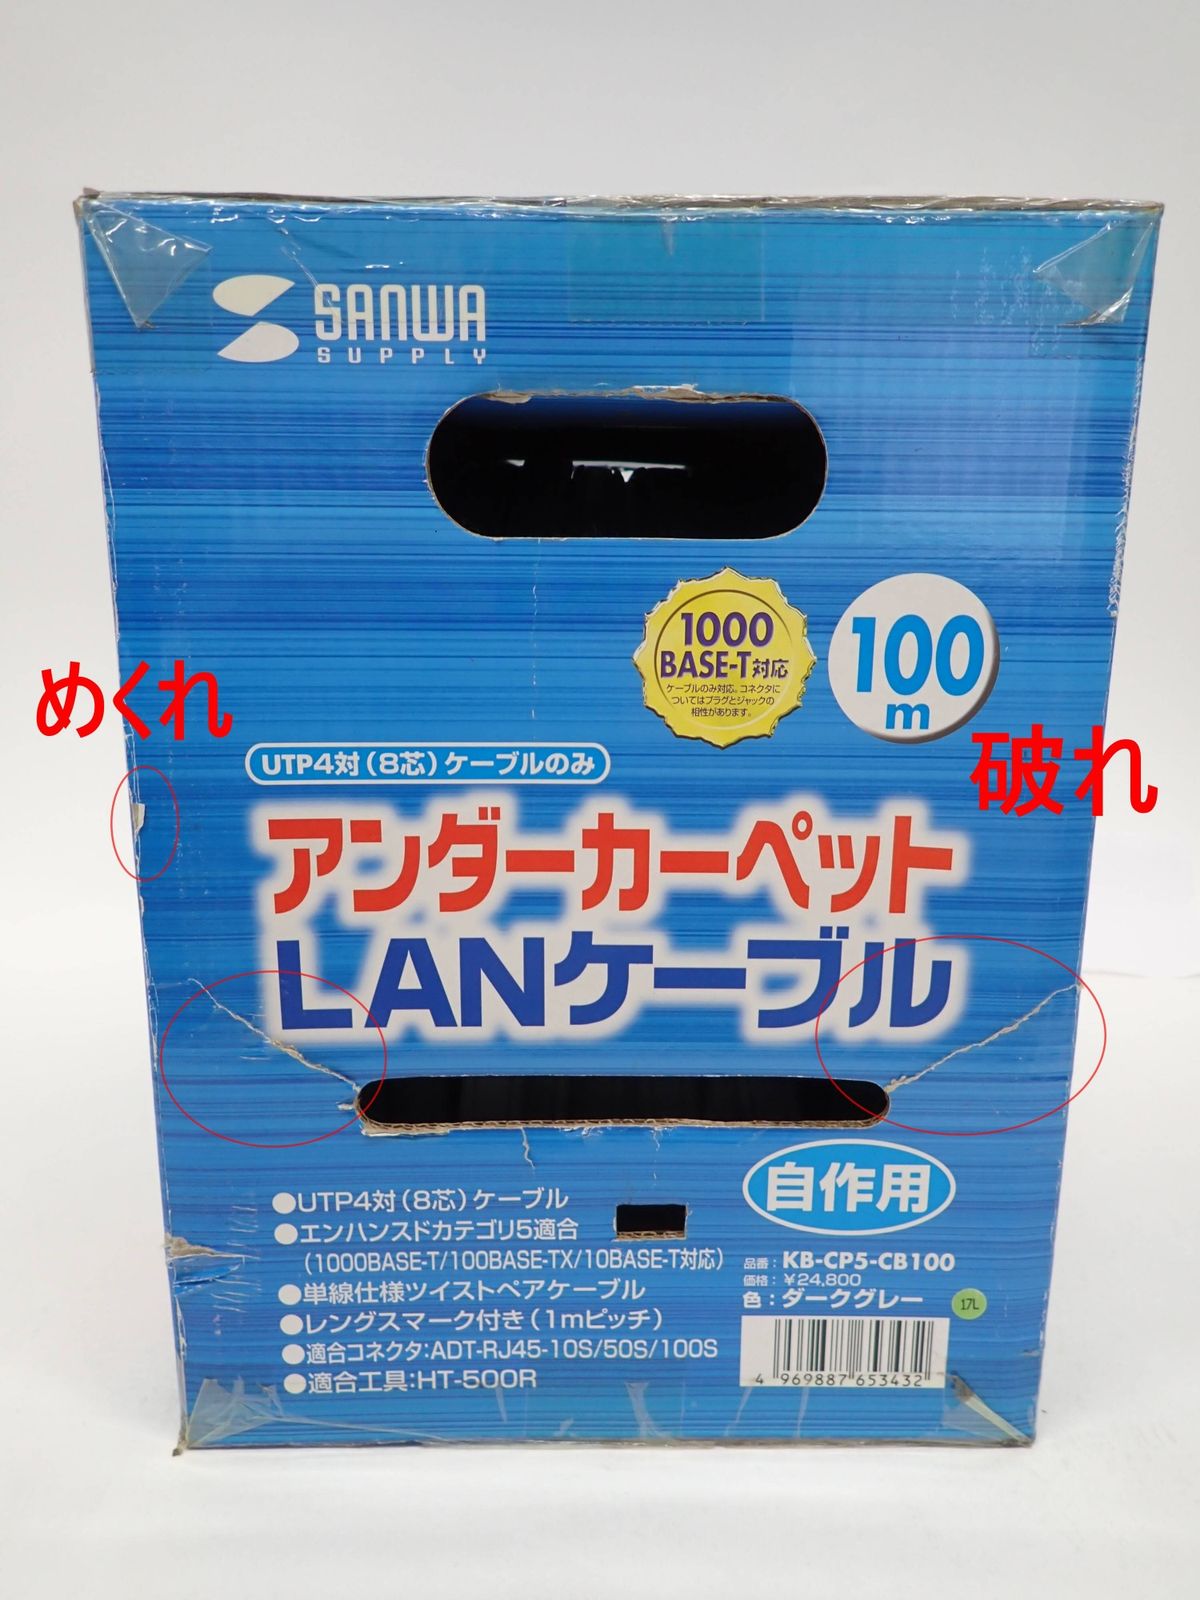 SANWA
SUPPLY
1000
BASE-T対応
ケーブルのみ対応。コネクタに
ついてはプラグとジャックの
相性があります。
100
m
めくれ
破れ
UTP4対(8芯)ケーブルのみ
アンダーカーペット
LANケーブル
自作用
●UTP4対(8芯)ケーブル
●エンハンスドカテゴリ5適合
(1000BASE-T/100BASE-TX/10BASE-T対応)
●単線仕様ツイストペアケーブル
●レングスマーク付き(1mピッチ)
●適合コネクタ:ADT-RJ45-10S/50S/100S
●適合工具:HT-500R
品番:KB-CP5-CB100
価格:¥24,800
色:ダークグレー
17L
4 969887 653432